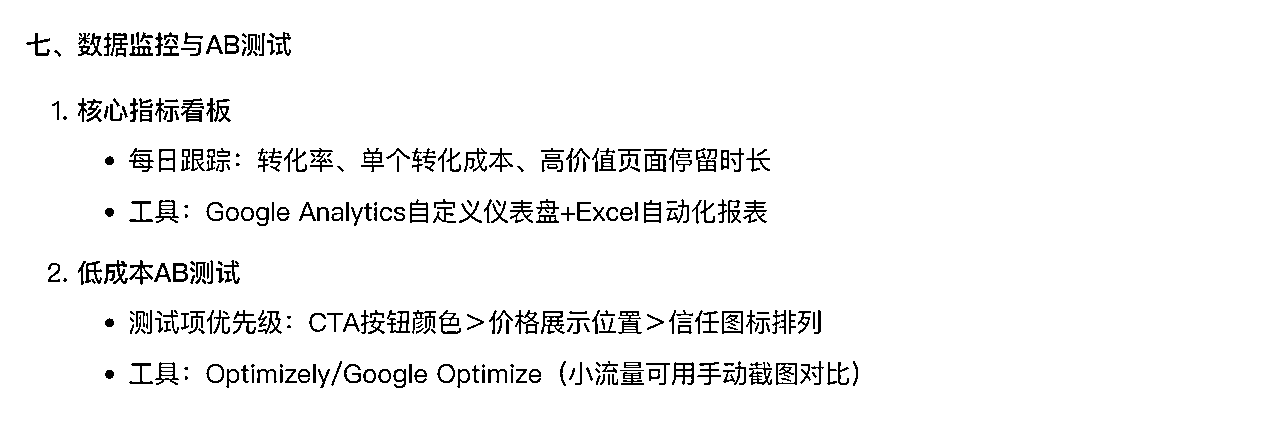 七、数据监控与AB测试
1. 核心指标看板
• 每日跟踪：转化率、单个转化成本、高价值页面停留时长
• 工具：Google Analytics自定义仪表盘+Excel自动化报表
2. 低成本AB测试
• 测试项优先级：CTA按钮颜色＞价格展示位置＞信任图标排列
• 工具：Optimizely/Google Optimize（小流量可用手动截图对比）